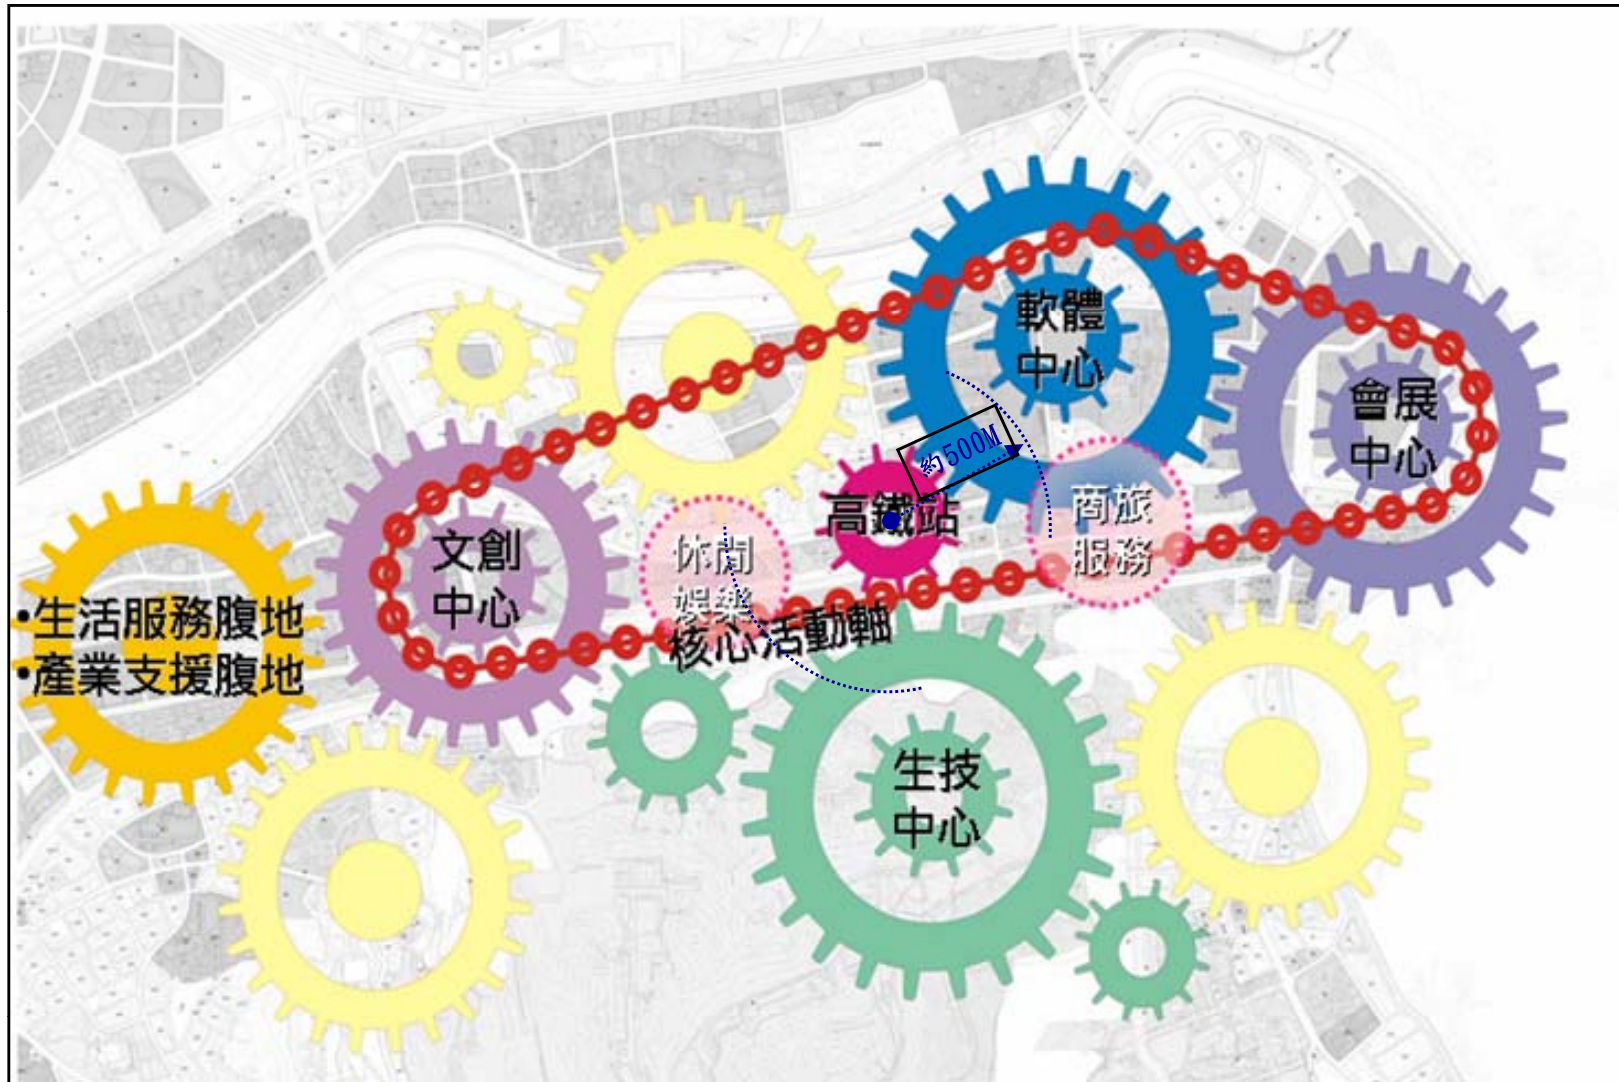 軟體
中心
會展
中心
約500M
商旅
服務
高鐵站
文創
中心
休閒
娛樂
•生活服務腹地
•產業支援腹地
核心活動軸
生技
中心